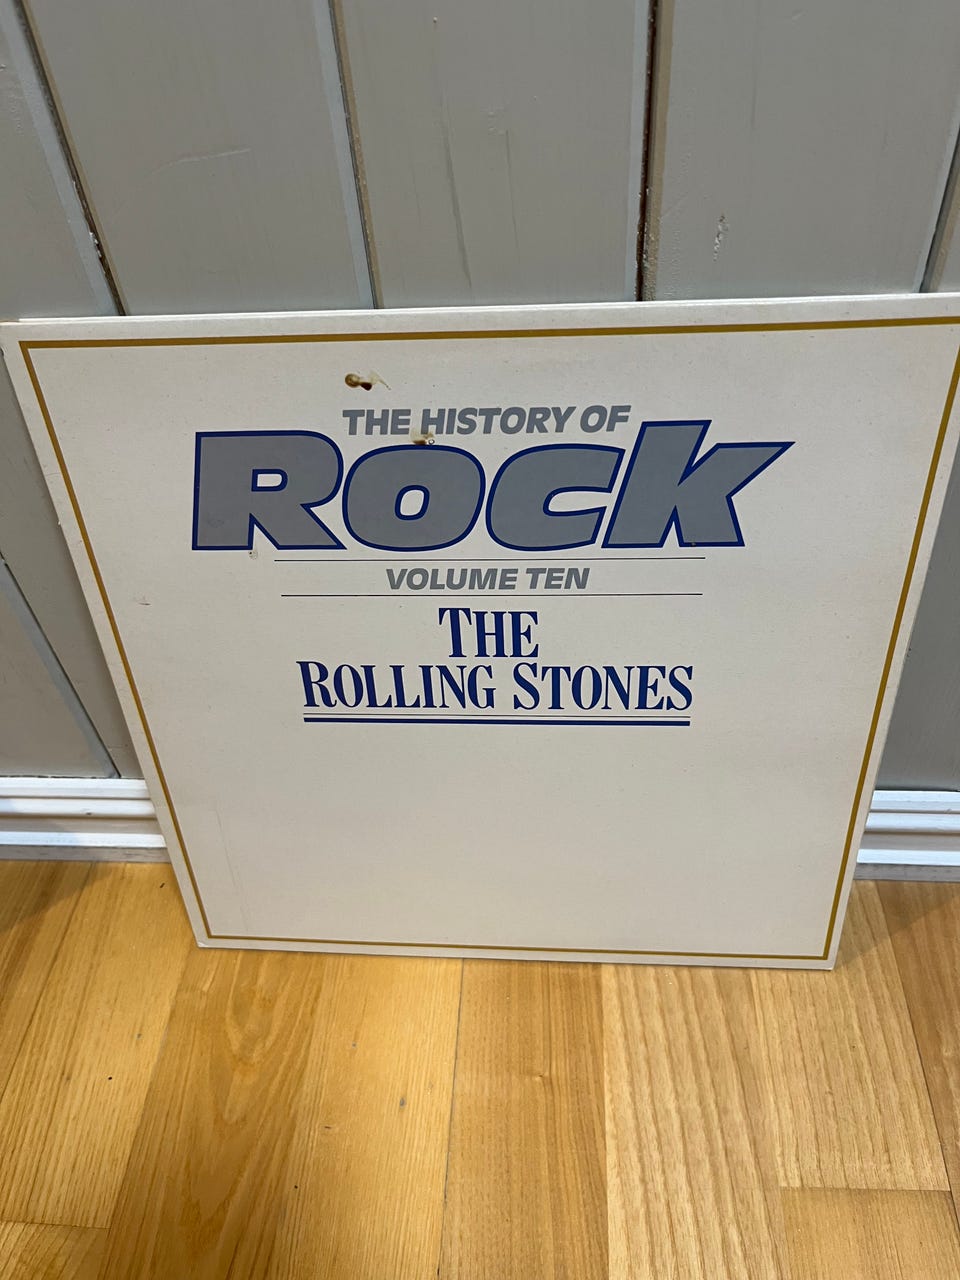 THE HISTORY OF
ROCK
VOLUME TEN
THE
ROLLING STONES